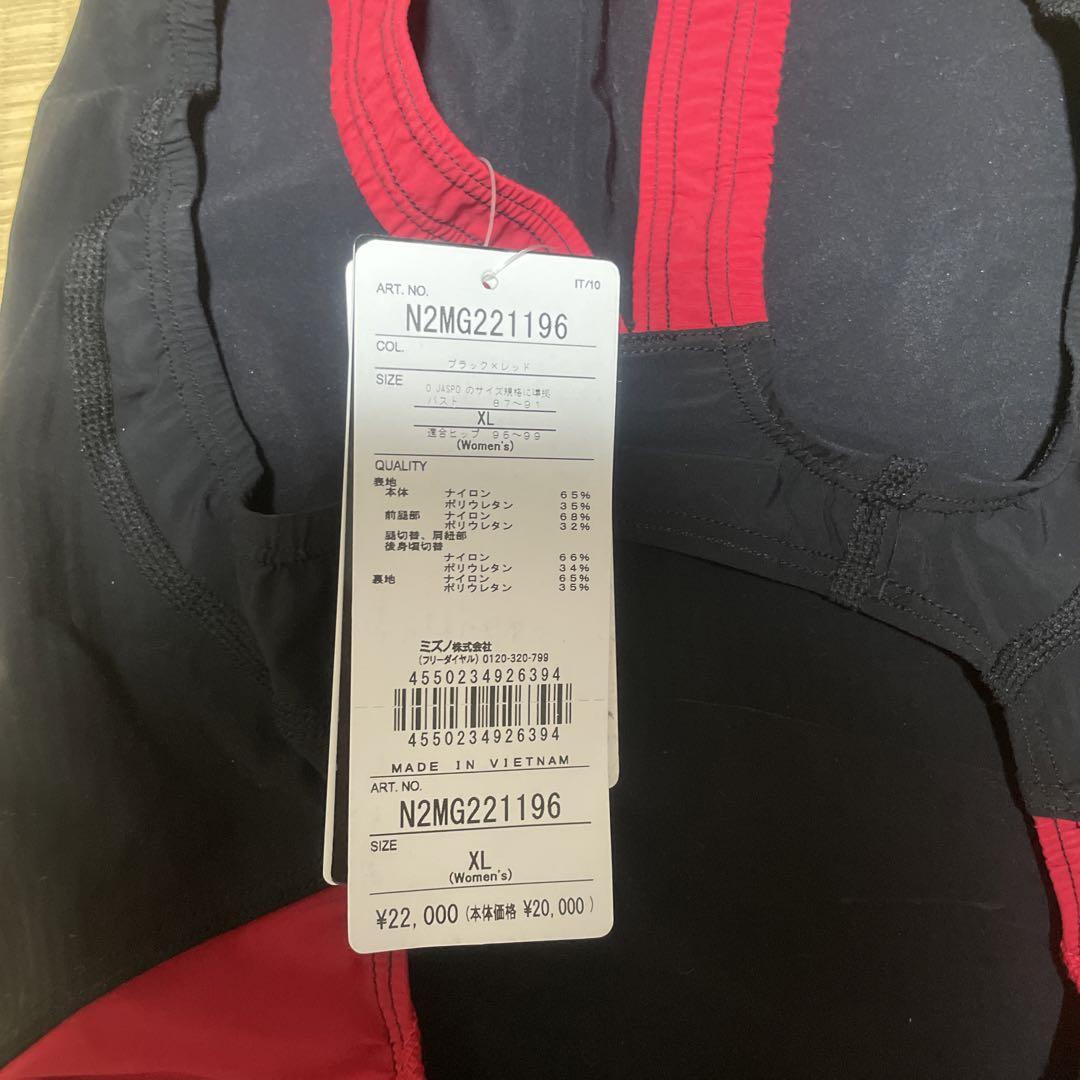 ART. NO. IT/10
N2MG221196
COL.
ブラック×レッド
SIZE
O JASPO のサイズ規格に準拠
バスト 87〜91
XL
適合ヒップ 95〜99
(Women's)
QUALITY
表地
本体 ナイロン 65%
ポリウレタン 35%
前腿部 ナイロン 68%
ポリウレタン 32%
腿切替、肩紐部
後身頃切替
ナイロン 66%
ポリウレタン 34%
裏地 ナイロン 65%
ポリウレタン 35%
ミズノ株式会社
(フリーダイヤル) 0120-320-799
4550234926394
4550234926394
MADE IN VIETNAM
ART. NO.
N2MG221196
SIZE
XL
(Women's)
¥22,000 (本体価格 ¥20,000)